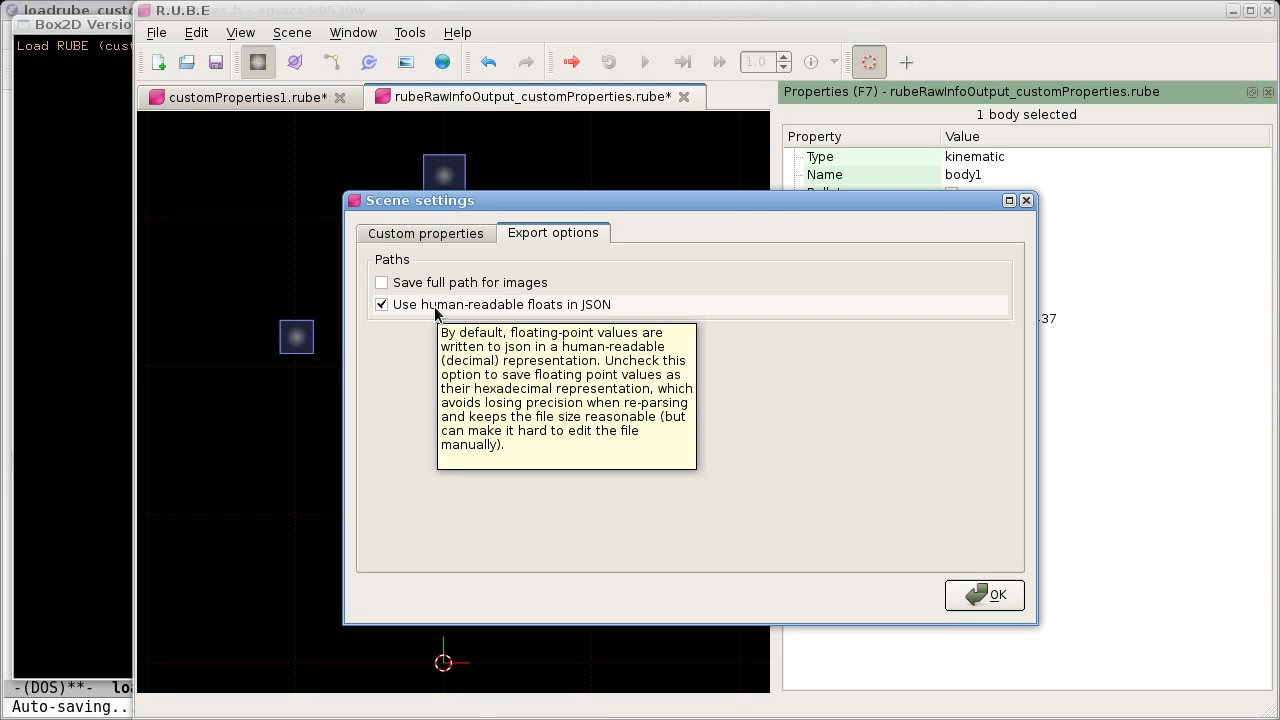 R.U.B.E
Box2D Versio
Load RUBE (cust
File Edit View Scene Window Tools Help
1.0
customProperties1.rube*
rubeRawInfoOutput_customProperties.rube*
Properties (F7) - rubeRawInfoOutput_customProperties.rube
1 body selected
Property Value
Type kinematic
Name body1
Scene settings
Custom properties Export options
Paths
Save full path for images
Use human-readable floats in JSON
37
By default, floating-point values are
written to json in a human-readable
(decimal) representation. Uncheck this
option to save floating point values as
their hexadecimal representation, which
avoids losing precision when re-parsing
and keeps the file size reasonable (but
can make it hard to edit the file
manually).
OK
-(DOS)**- loa
Auto-saving..